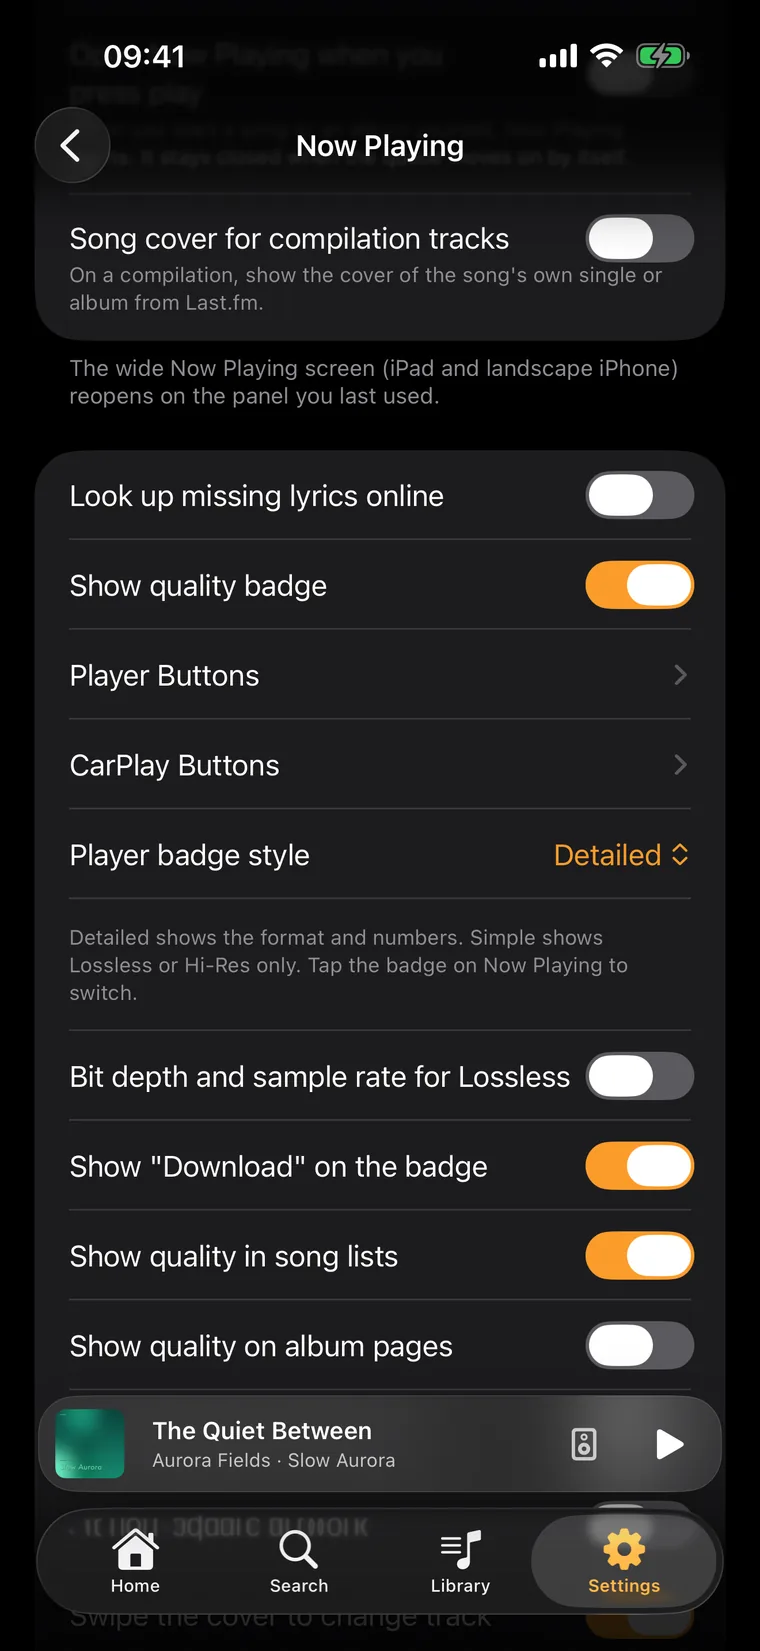 09:41
Now Playing
Song cover for compilation tracks
On a compilation, show the cover of the song's own single or
album from Last.fm.
The wide Now Playing screen (iPad and landscape iPhone)
reopens on the panel you last used.
Look up missing lyrics online
Show quality badge
Player Buttons
CarPlay Buttons
Player badge style
Detailed
Detailed shows the format and numbers. Simple shows
Lossless or Hi-Res only. Tap the badge on Now Playing to
switch.
Bit depth and sample rate for Lossless
Show "Download" on the badge
Show quality in song lists
Show quality on album pages
The Quiet Between
Aurora Fields · Slow Aurora
Home
Search
Library
Settings
Swipe the cover to change track